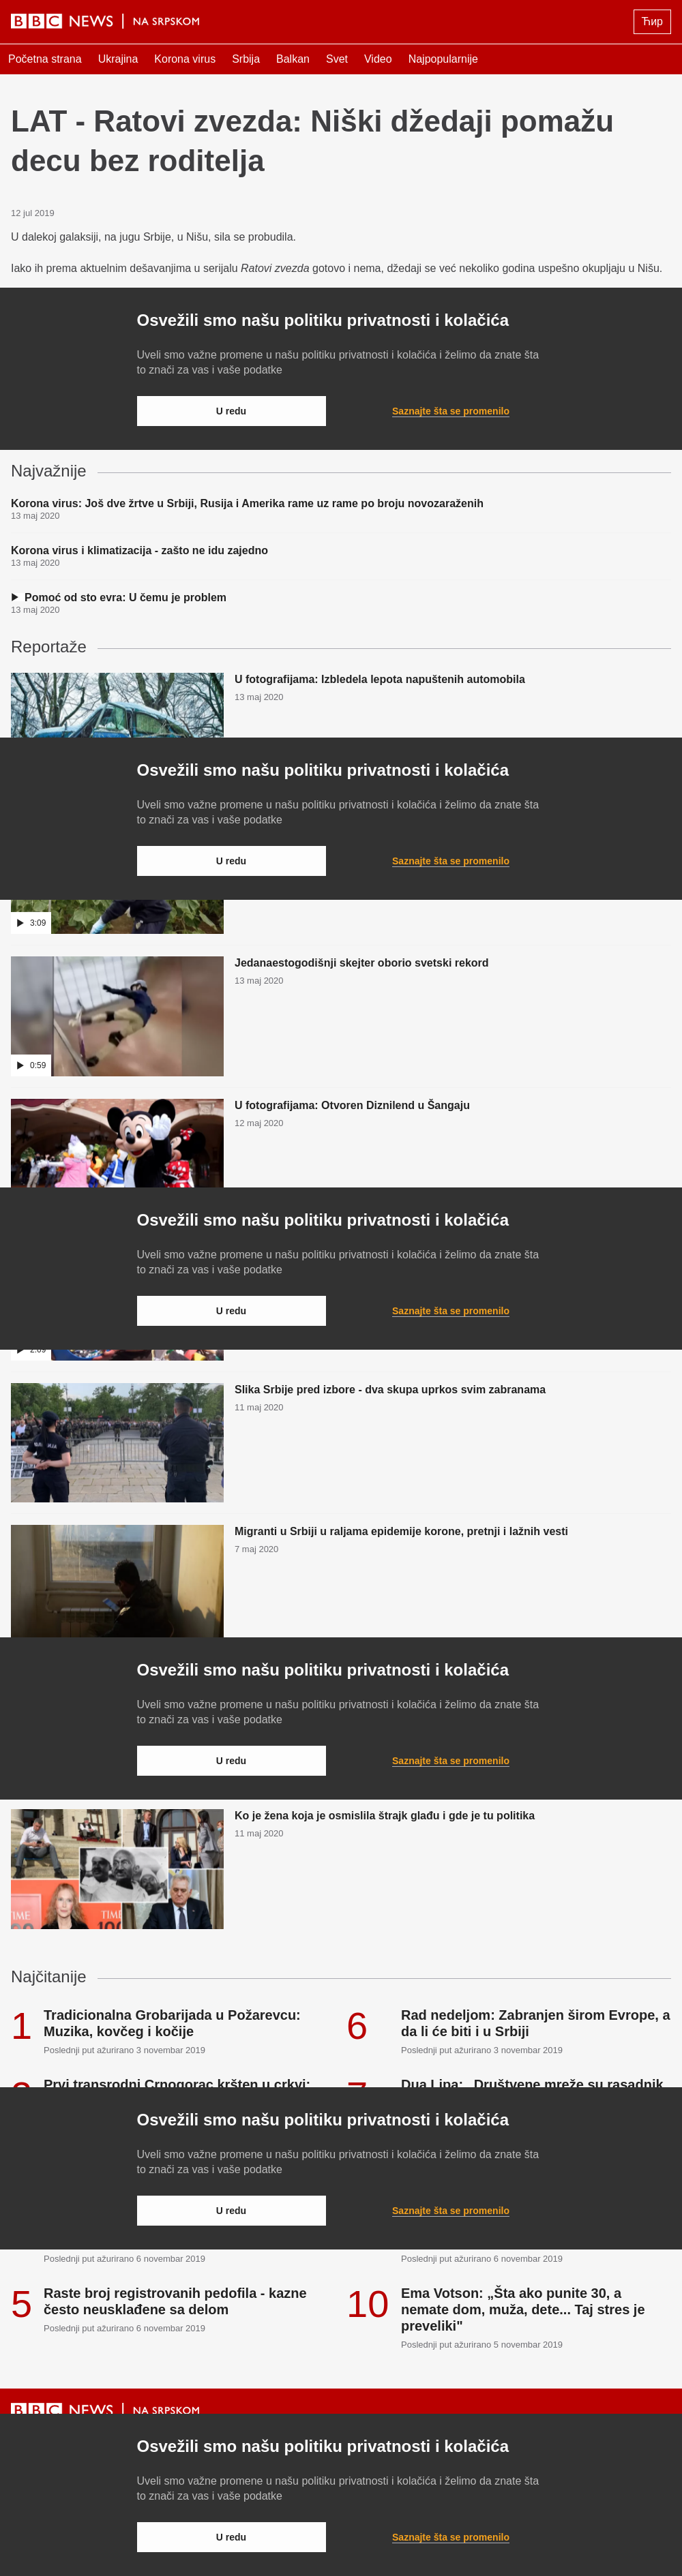 BBC NEWS | NA SRPSKOM
Ћир
Početna strana Ukrajina Korona virus Srbija Balkan Svet Video Najpopularnije
LAT - Ratovi zvezda: Niški džedaji pomažu
decu bez roditelja
12 jul 2019
U dalekoj galaksiji, na jugu Srbije, u Nišu, sila se probudila.
Iako ih prema aktuelnim dešavanjima u serijalu Ratovi zvezda gotovo i nema, džedaji se već nekoliko godina uspešno okupljaju u Nišu.
Osvežili smo našu politiku privatnosti i kolačića
Uveli smo važne promene u našu politiku privatnosti i kolačića i želimo da znate šta
to znači za vas i vaše podatke
U redu
Saznajte šta se promenilo
Najvažnije
Korona virus: Još dve žrtve u Srbiji, Rusija i Amerika rame uz rame po broju novozaraženih
13 maj 2020
Korona virus i klimatizacija - zašto ne idu zajedno
13 maj 2020
Pomoć od sto evra: U čemu je problem
13 maj 2020
Reportaže
U fotografijama: Izbledela lepota napuštenih automobila
13 maj 2020
Osvežili smo našu politiku privatnosti i kolačića
Uveli smo važne promene u našu politiku privatnosti i kolačića i želimo da znate šta
to znači za vas i vaše podatke
U redu
Saznajte šta se promenilo
3:09
Jedanaestogodišnji skejter oborio svetski rekord
13 maj 2020
0:59
U fotografijama: Otvoren Diznilend u Šangaju
12 maj 2020
Osvežili smo našu politiku privatnosti i kolačića
Uveli smo važne promene u našu politiku privatnosti i kolačića i želimo da znate šta
to znači za vas i vaše podatke
U redu
Saznajte šta se promenilo
Slika Srbije pred izbore - dva skupa uprkos svim zabranama
11 maj 2020
Migranti u Srbiji u raljama epidemije korone, pretnji i lažnih vesti
7 maj 2020
Osvežili smo našu politiku privatnosti i kolačića
Uveli smo važne promene u našu politiku privatnosti i kolačića i želimo da znate šta
to znači za vas i vaše podatke
U redu
Saznajte šta se promenilo
Ko je žena koja je osmislila štrajk glađu i gde je tu politika
11 maj 2020
TIME
Najčitanije
1
Tradicionalna Grobarijada u Požarevcu:
Muzika, kovčeg i kočije
Poslednji put ažurirano 3 novembar 2019
6
Rad nedeljom: Zabranjen širom Evrope, a
da li će biti i u Srbiji
Poslednji put ažurirano 3 novembar 2019
Prvi transrodni Crnogorac kršten u crkvi:
Dua Lipa: „Društvene mreže su rasadnik
Osvežili smo našu politiku privatnosti i kolačića
Uveli smo važne promene u našu politiku privatnosti i kolačića i želimo da znate šta
to znači za vas i vaše podatke
U redu
Saznajte šta se promenilo
Poslednji put ažurirano 6 novembar 2019
Poslednji put ažurirano 6 novembar 2019
5
Raste broj registrovanih pedofila - kazne
često neusklađene sa delom
Poslednji put ažurirano 6 novembar 2019
10
Ema Votson: „Šta ako punite 30, a
nemate dom, muža, dete... Taj stres je
preveliki"
Poslednji put ažurirano 5 novembar 2019
BBC NEWS | NA SRPSKOM
Osvežili smo našu politiku privatnosti i kolačića
Uveli smo važne promene u našu politiku privatnosti i kolačića i želimo da znate šta
to znači za vas i vaše podatke
U redu
Saznajte šta se promenilo